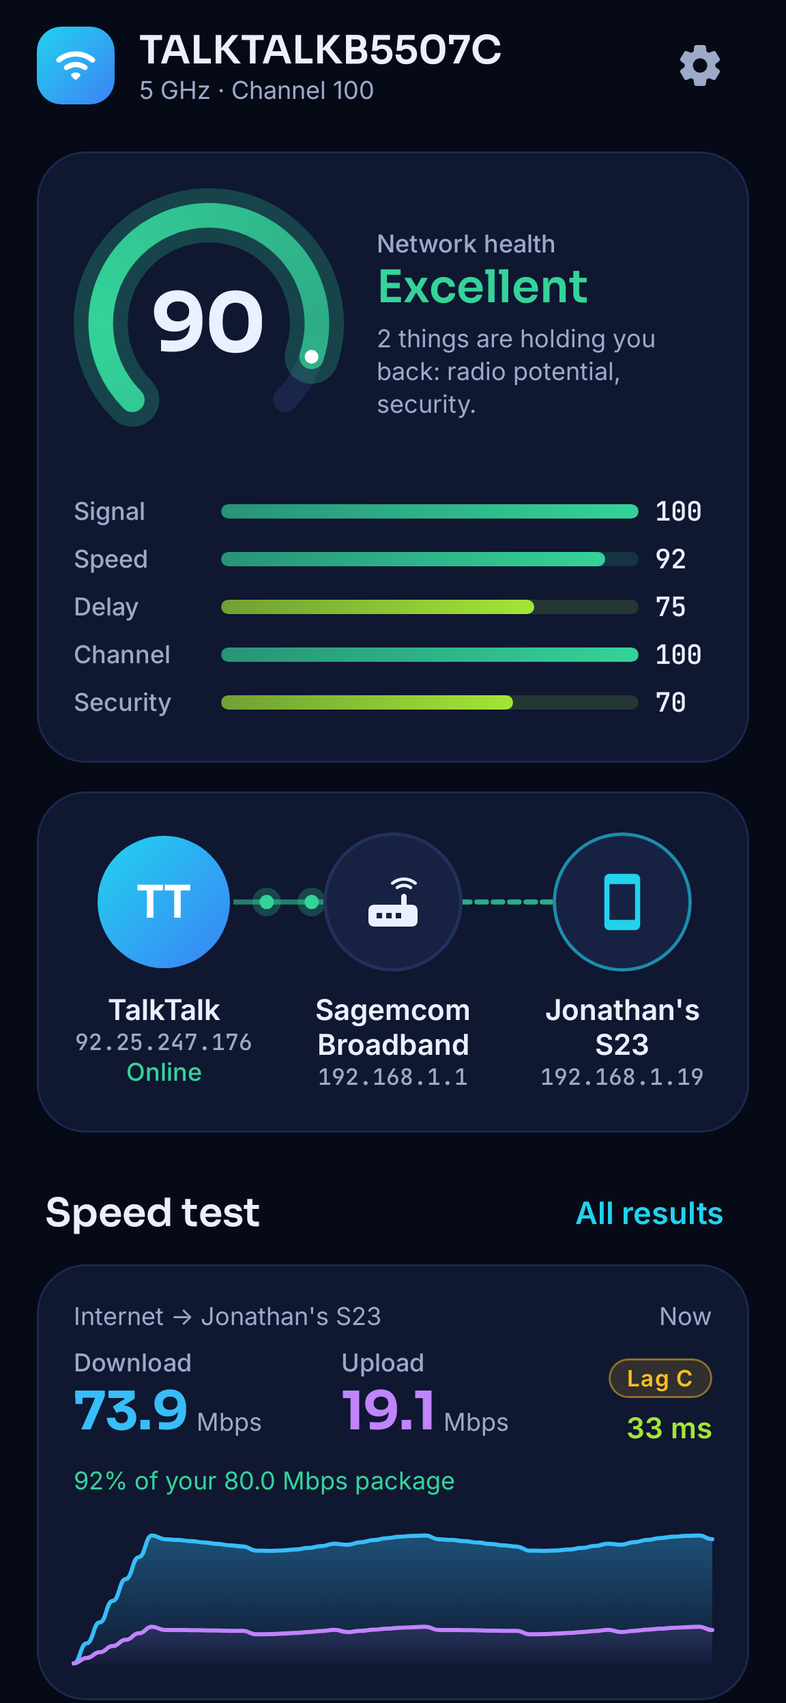 TALKTALKB5507C
5 GHz · Channel 100
90
Network health
Excellent
2 things are holding you
back: radio potential,
security.
Signal 100
Speed 92
Delay 75
Channel 100
Security 70
TT
TalkTalk
92.25.247.176
Online
Sagemcom
Broadband
192.168.1.1
Jonathan's
S23
192.168.1.19
Speed test
All results
Internet → Jonathan's S23
Now
Download
73.9 Mbps
Upload
19.1 Mbps
Lag C
33 ms
92% of your 80.0 Mbps package